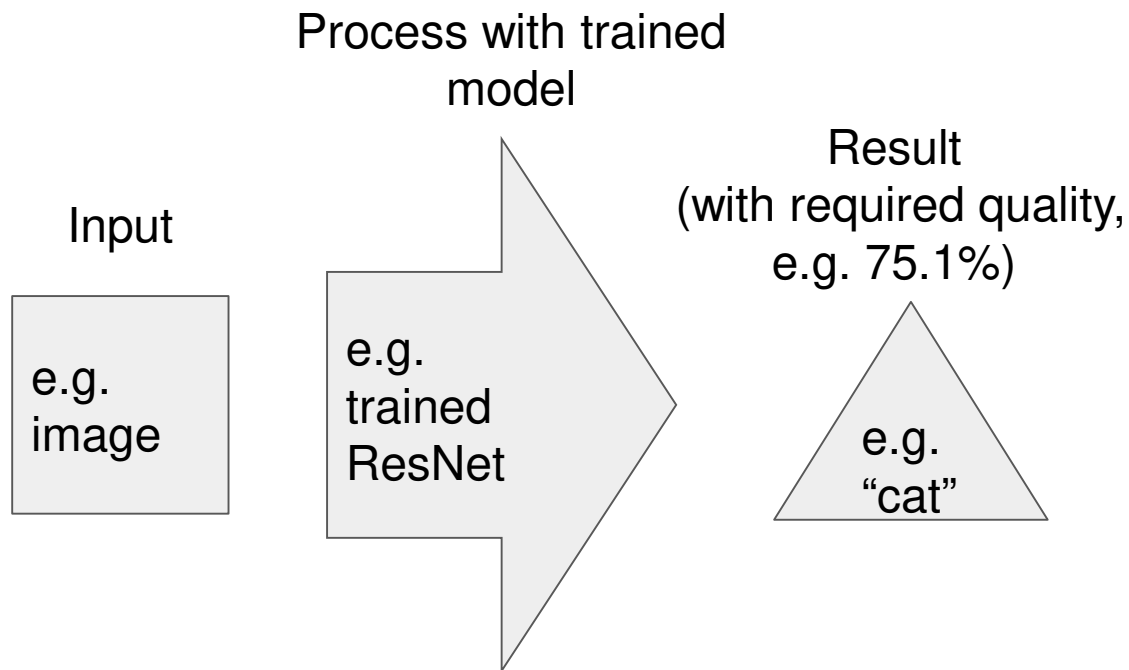 Process with trained
model
Input
e.g.
image
e.g.
trained
ResNet
Result
(with required quality,
e.g. 75.1%)
e.g.
“cat”